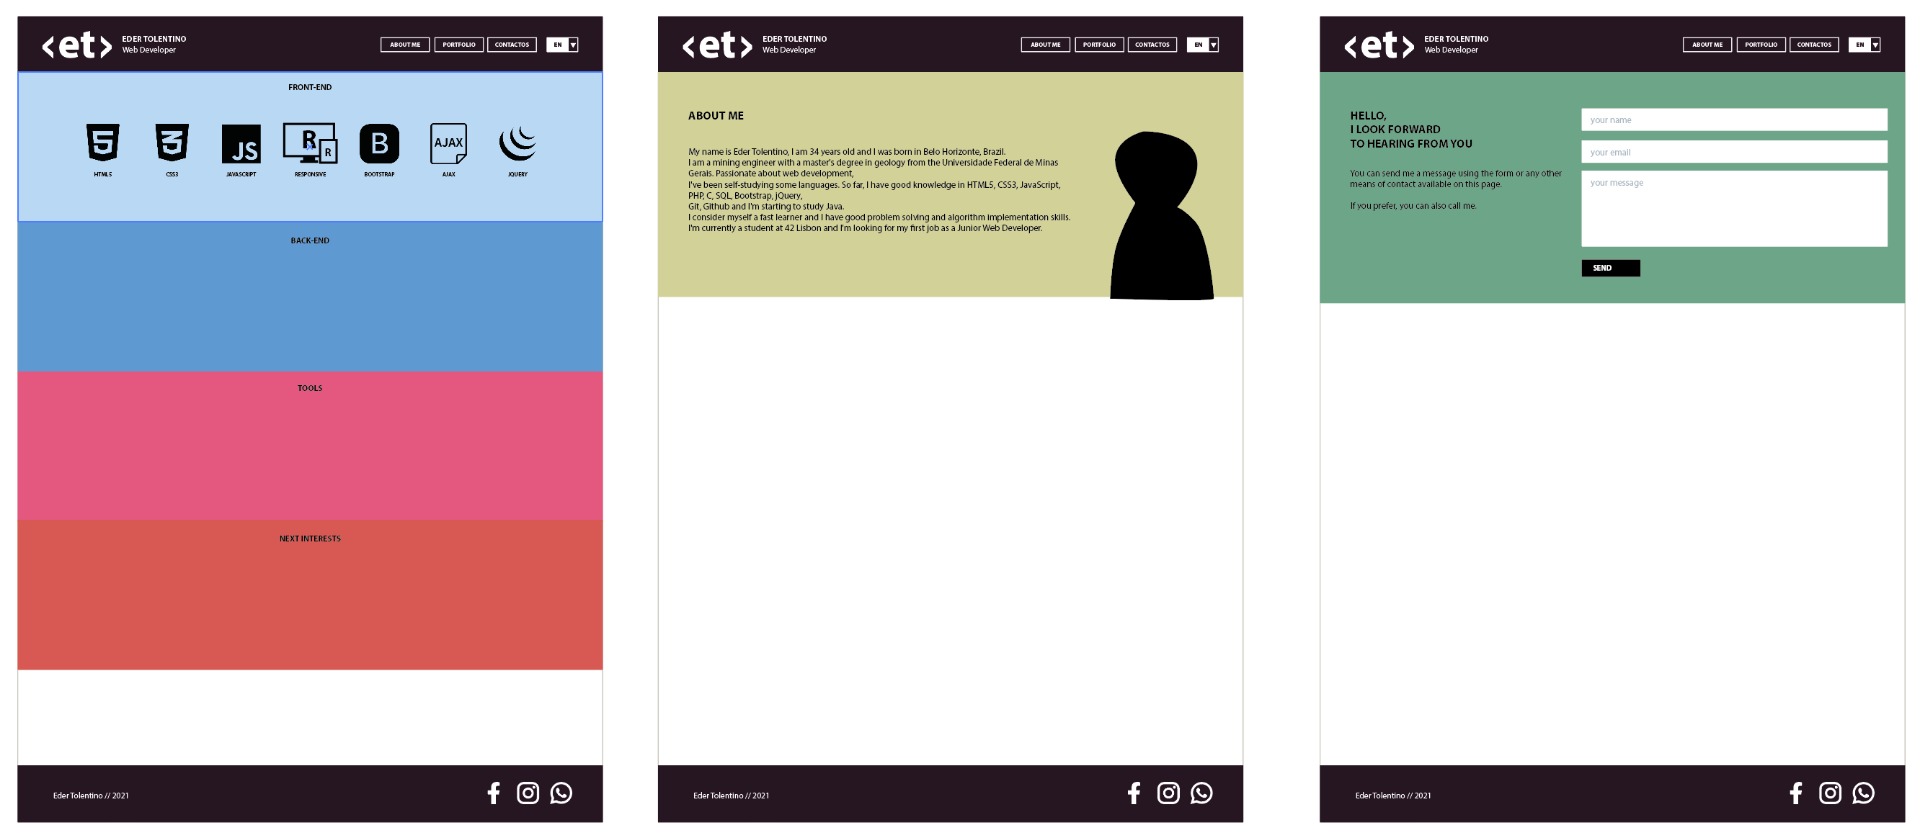 <et>
EDER TOLENTINO
Web Developer
ABOUT ME
PORTFOLIO
CONTACTOS
EN
FRONT-END
5
3
JS
R
R
B
AJAX
HTML5
CSS3
JAVASCRIPT
RESPONSIVE
BOOTSTRAP
AJAX
JQUERY
BACK-END
TOOLS
NEXT INTERESTS
Eder Tolentino // 2021
<et>
EDER TOLENTINO
Web Developer
ABOUT ME
PORTFOLIO
CONTACTOS
EN
ABOUT ME
My name is Eder Tolentino, I am 34 years old and I was born in Belo Horizonte, Brazil.
I am a mining engineer with a master's degree in geology from the Universidade Federal de Minas
Gerais. Passionate about web development,
I've been self-studying some languages. So far, I have good knowledge in HTML5, CSS3, JavaScript,
PHP, C, SQL, Bootstrap, jQuery,
Git, Github and I'm starting to study Java.
I consider myself a fast learner and I have good problem solving and algorithm implementation skills.
I'm currently a student at 42 Lisbon and I'm looking for my first job as a Junior Web Developer.
Eder Tolentino // 2021
<et>
EDER TOLENTINO
Web Developer
ABOUT ME
PORTFOLIO
CONTACTOS
EN
HELLO,
I LOOK FORWARD
TO HEARING FROM YOU
You can send me a message using the form or any other
means of contact available on this page.
If you prefer, you can also call me.
your name
your email
your message
SEND
Eder Tolentino // 2021